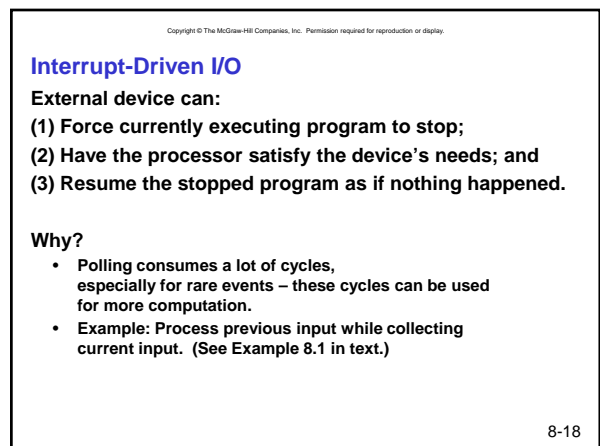 Copyright © The McGraw-Hill Companies, Inc. Permission required for reproduction or display.
Interrupt-Driven I/O
External device can:
(1) Force currently executing program to stop;
(2) Have the processor satisfy the device's needs; and
(3) Resume the stopped program as if nothing happened.
Why?
• Polling consumes a lot of cycles,
especially for rare events – these cycles can be used
for more computation.
• Example: Process previous input while collecting
current input. (See Example 8.1 in text.)
8-18